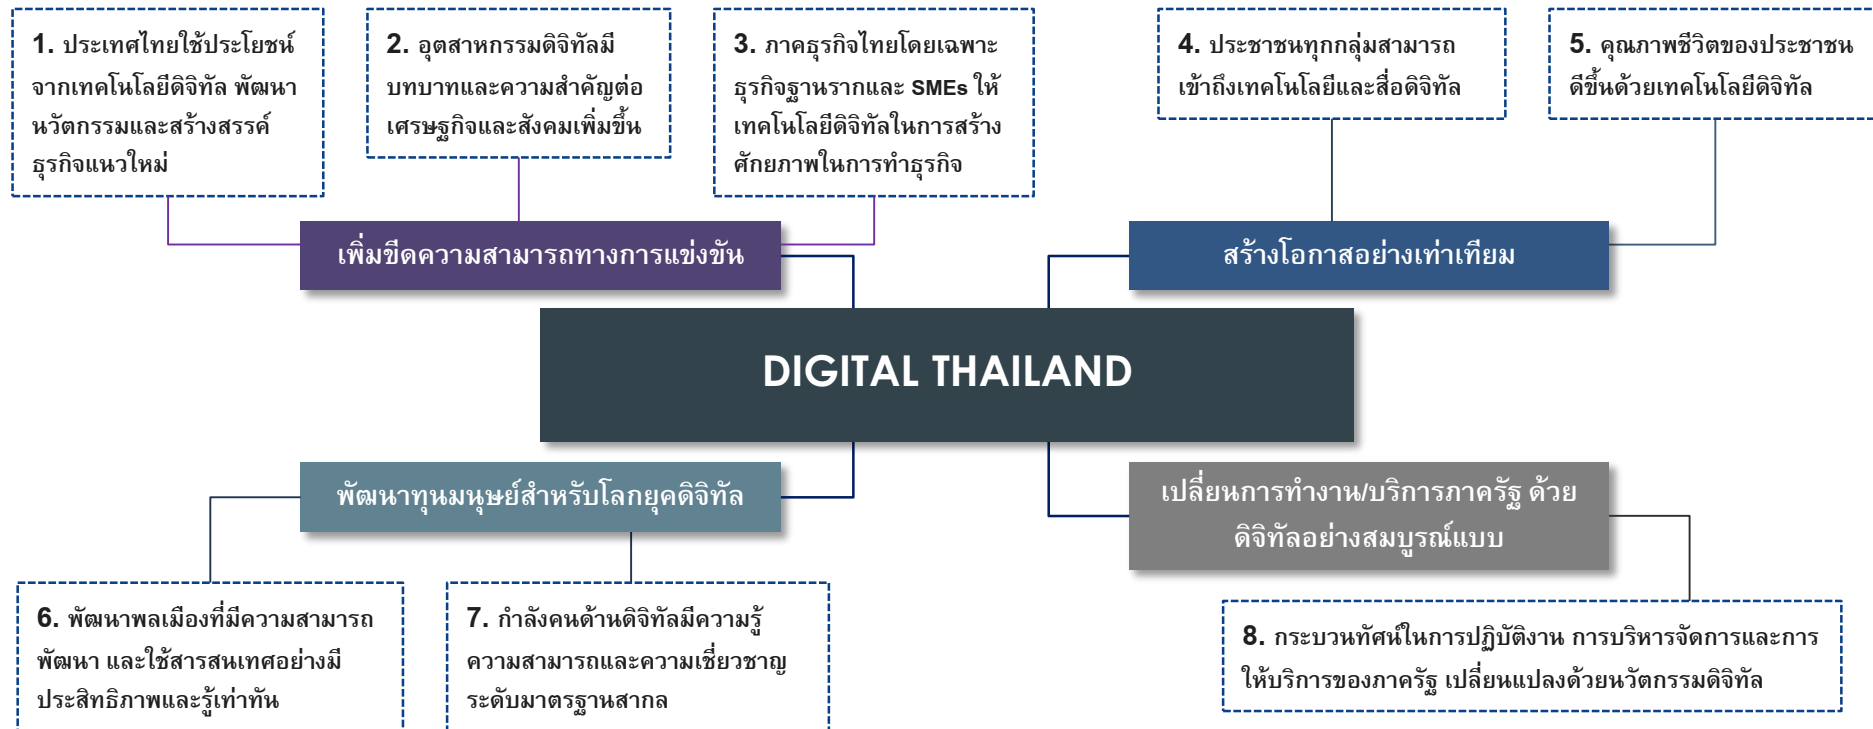 1. ประเทศไทยใช้ประโยชน์
จากเทคโนโลยีดิจิทัล พัฒนา
นวัตกรรมและสร้างสรรค์
ธุรกิจแนวใหม่
2. อุตสาหกรรมดิจิทัลมี
บทบาทและความสำคัญต่อ
เศรษฐกิจและสังคมเพิ่มขึ้น
3. ภาคธุรกิจไทยโดยเฉพาะ
ธุรกิจฐานรากและ SMEs ให้
เทคโนโลยีดิจิทัลในการสร้าง
ศักยภาพในการทำธุรกิจ
4. ประชาชนทุกกลุ่มสามารถ
เข้าถึงเทคโนโลยีและสื่อดิจิทัล
5. คุณภาพชีวิตของประชาชน
ดีขึ้นด้วยเทคโนโลยีดิจิทัล
เพิ่มขีดความสามารถทางการแข่งขัน
สร้างโอกาสอย่างเท่าเทียม
DIGITAL THAILAND
พัฒนาทุนมนุษย์สำหรับโลกยุคดิจิทัล
เปลี่ยนการทำงาน/บริการภาครัฐ ด้วย
ดิจิทัลอย่างสมบูรณ์แบบ
6. พัฒนาพลเมืองที่มีความสามารถ
พัฒนา และใช้สารสนเทศอย่างมี
ประสิทธิภาพและรู้เท่าทัน
7. กำลังคนด้านดิจิทัลมีความรู้
ความสามารถและความเชี่ยวชาญ
ระดับมาตรฐานสากล
8. กระบวนทัศน์ในการปฏิบัติงาน การบริหารจัดการและการ
ให้บริการของภาครัฐ เปลี่ยนแปลงด้วยนวัตกรรมดิจิทัล